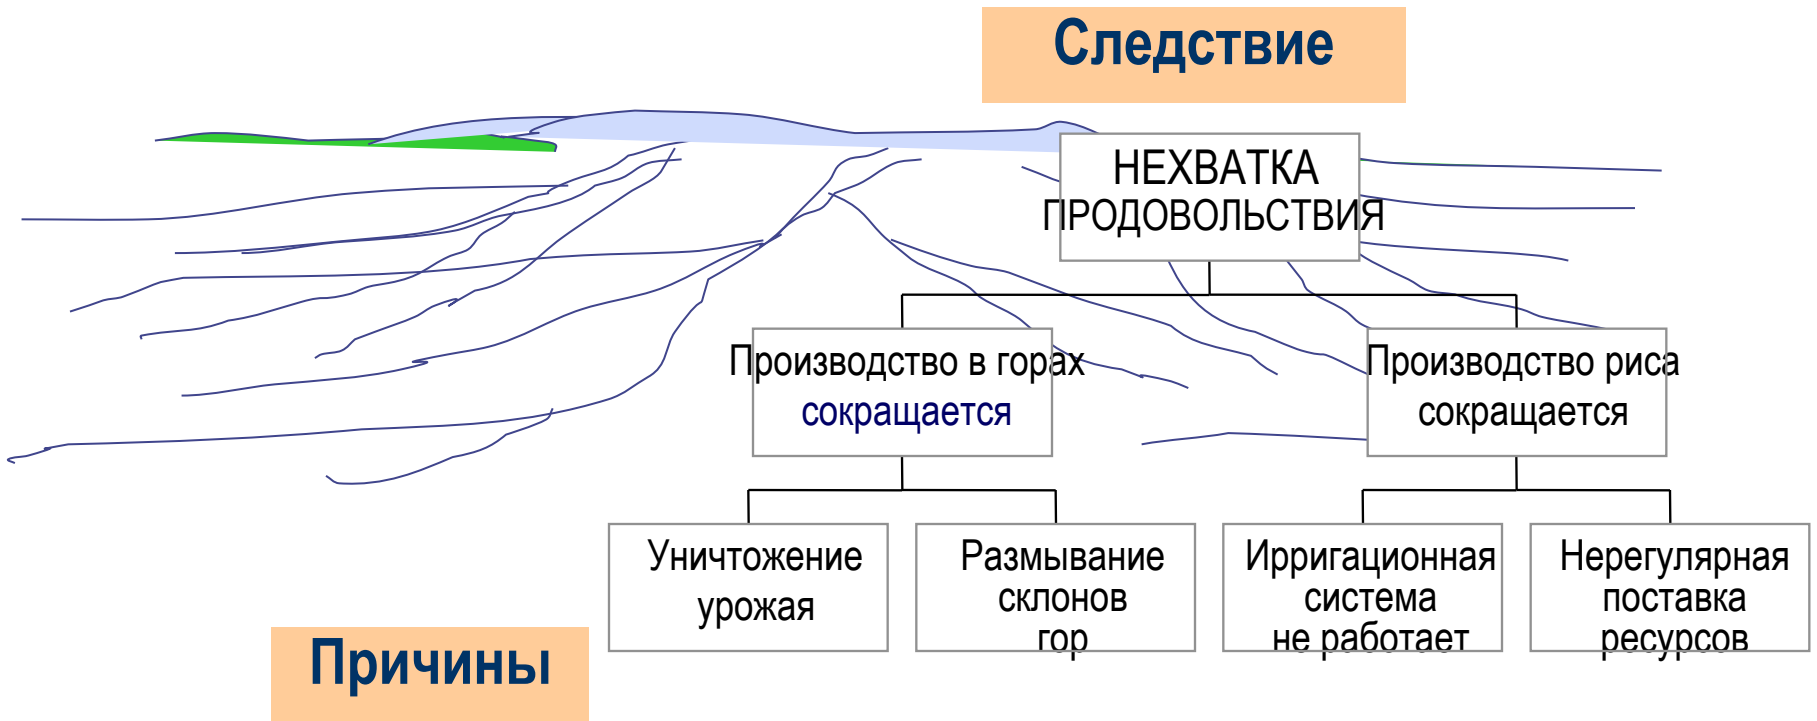 Следствие
НЕХВАТКА
ПРОДОВОЛЬСТВИЯ
Производство в горах
сокращается
Производство риса
сокращается
Уничтожение
урожая
Размывание
склонов
гор
Ирригационная
система
не работает
Нерегулярная
поставка
ресурсов
Причины